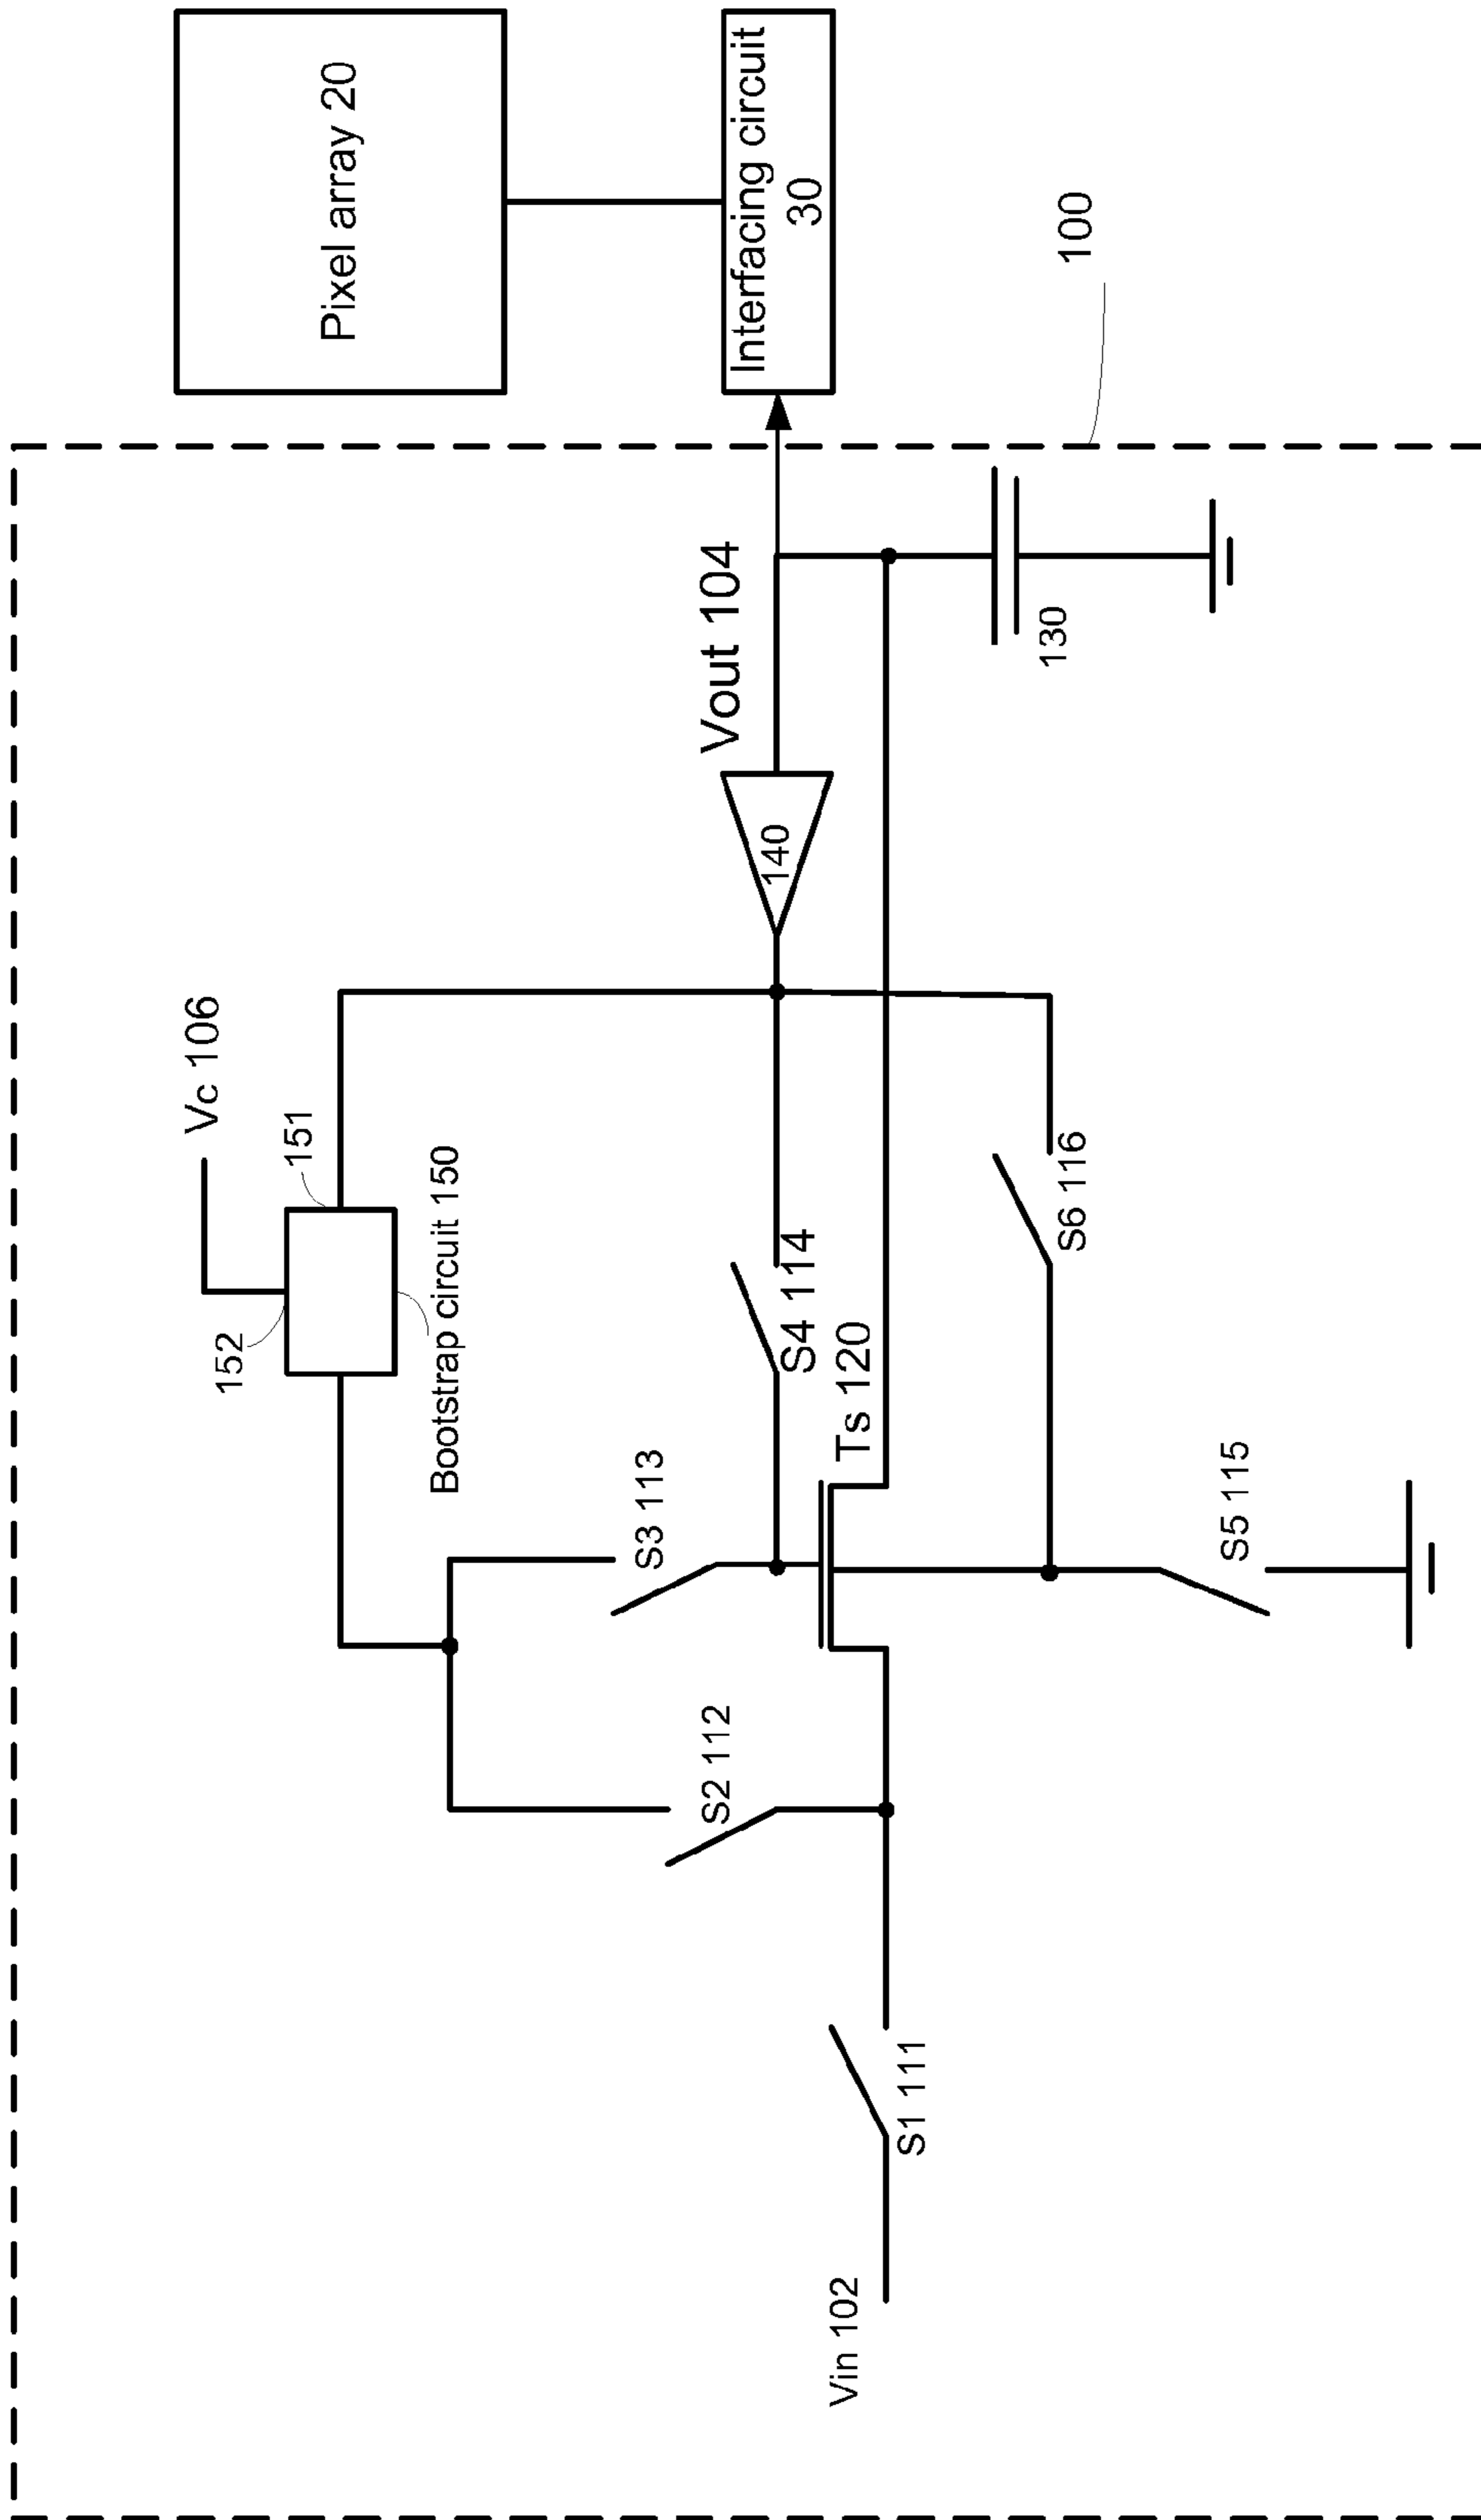 Pixel array 20
Interfacing circuit
30
100
Vc 106
151
152
Bootstrap circuit 150
Vout 104
140
130
S3 113
S4 114
Ts 120
S2 112
S6 116
S5 115
S1 111
Vin 102